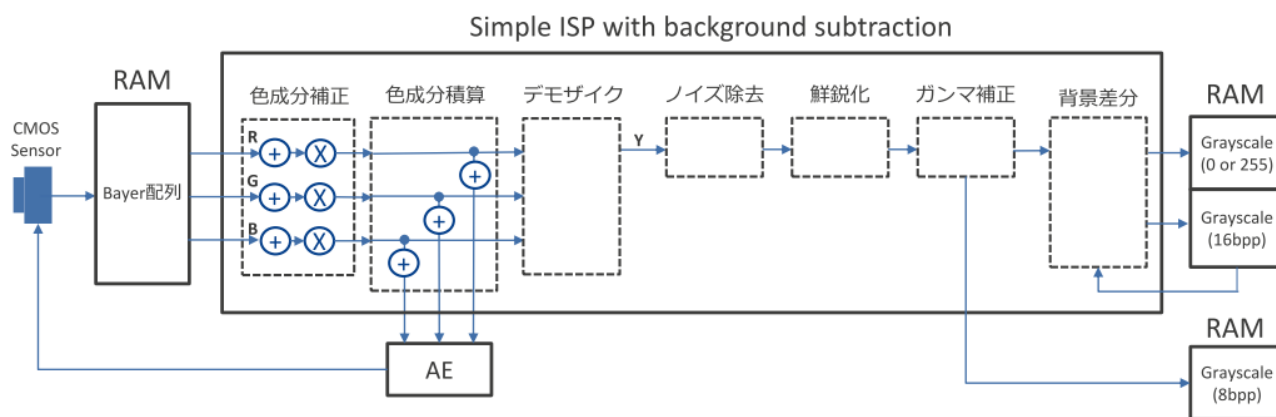 Simple ISP with background subtraction
RAM
CMOS
Sensor
Bayer配列
色成分補正
色成分積算
デモザイク
ノイズ除去
鮮鋭化
ガンマ補正
背景差分
R
+
X
G
+
X
B
+
X
+
+
+
Y
AE
RAM
Grayscale
(0 or 255)
Grayscale
(16bpp)
RAM
Grayscale
(8bpp)